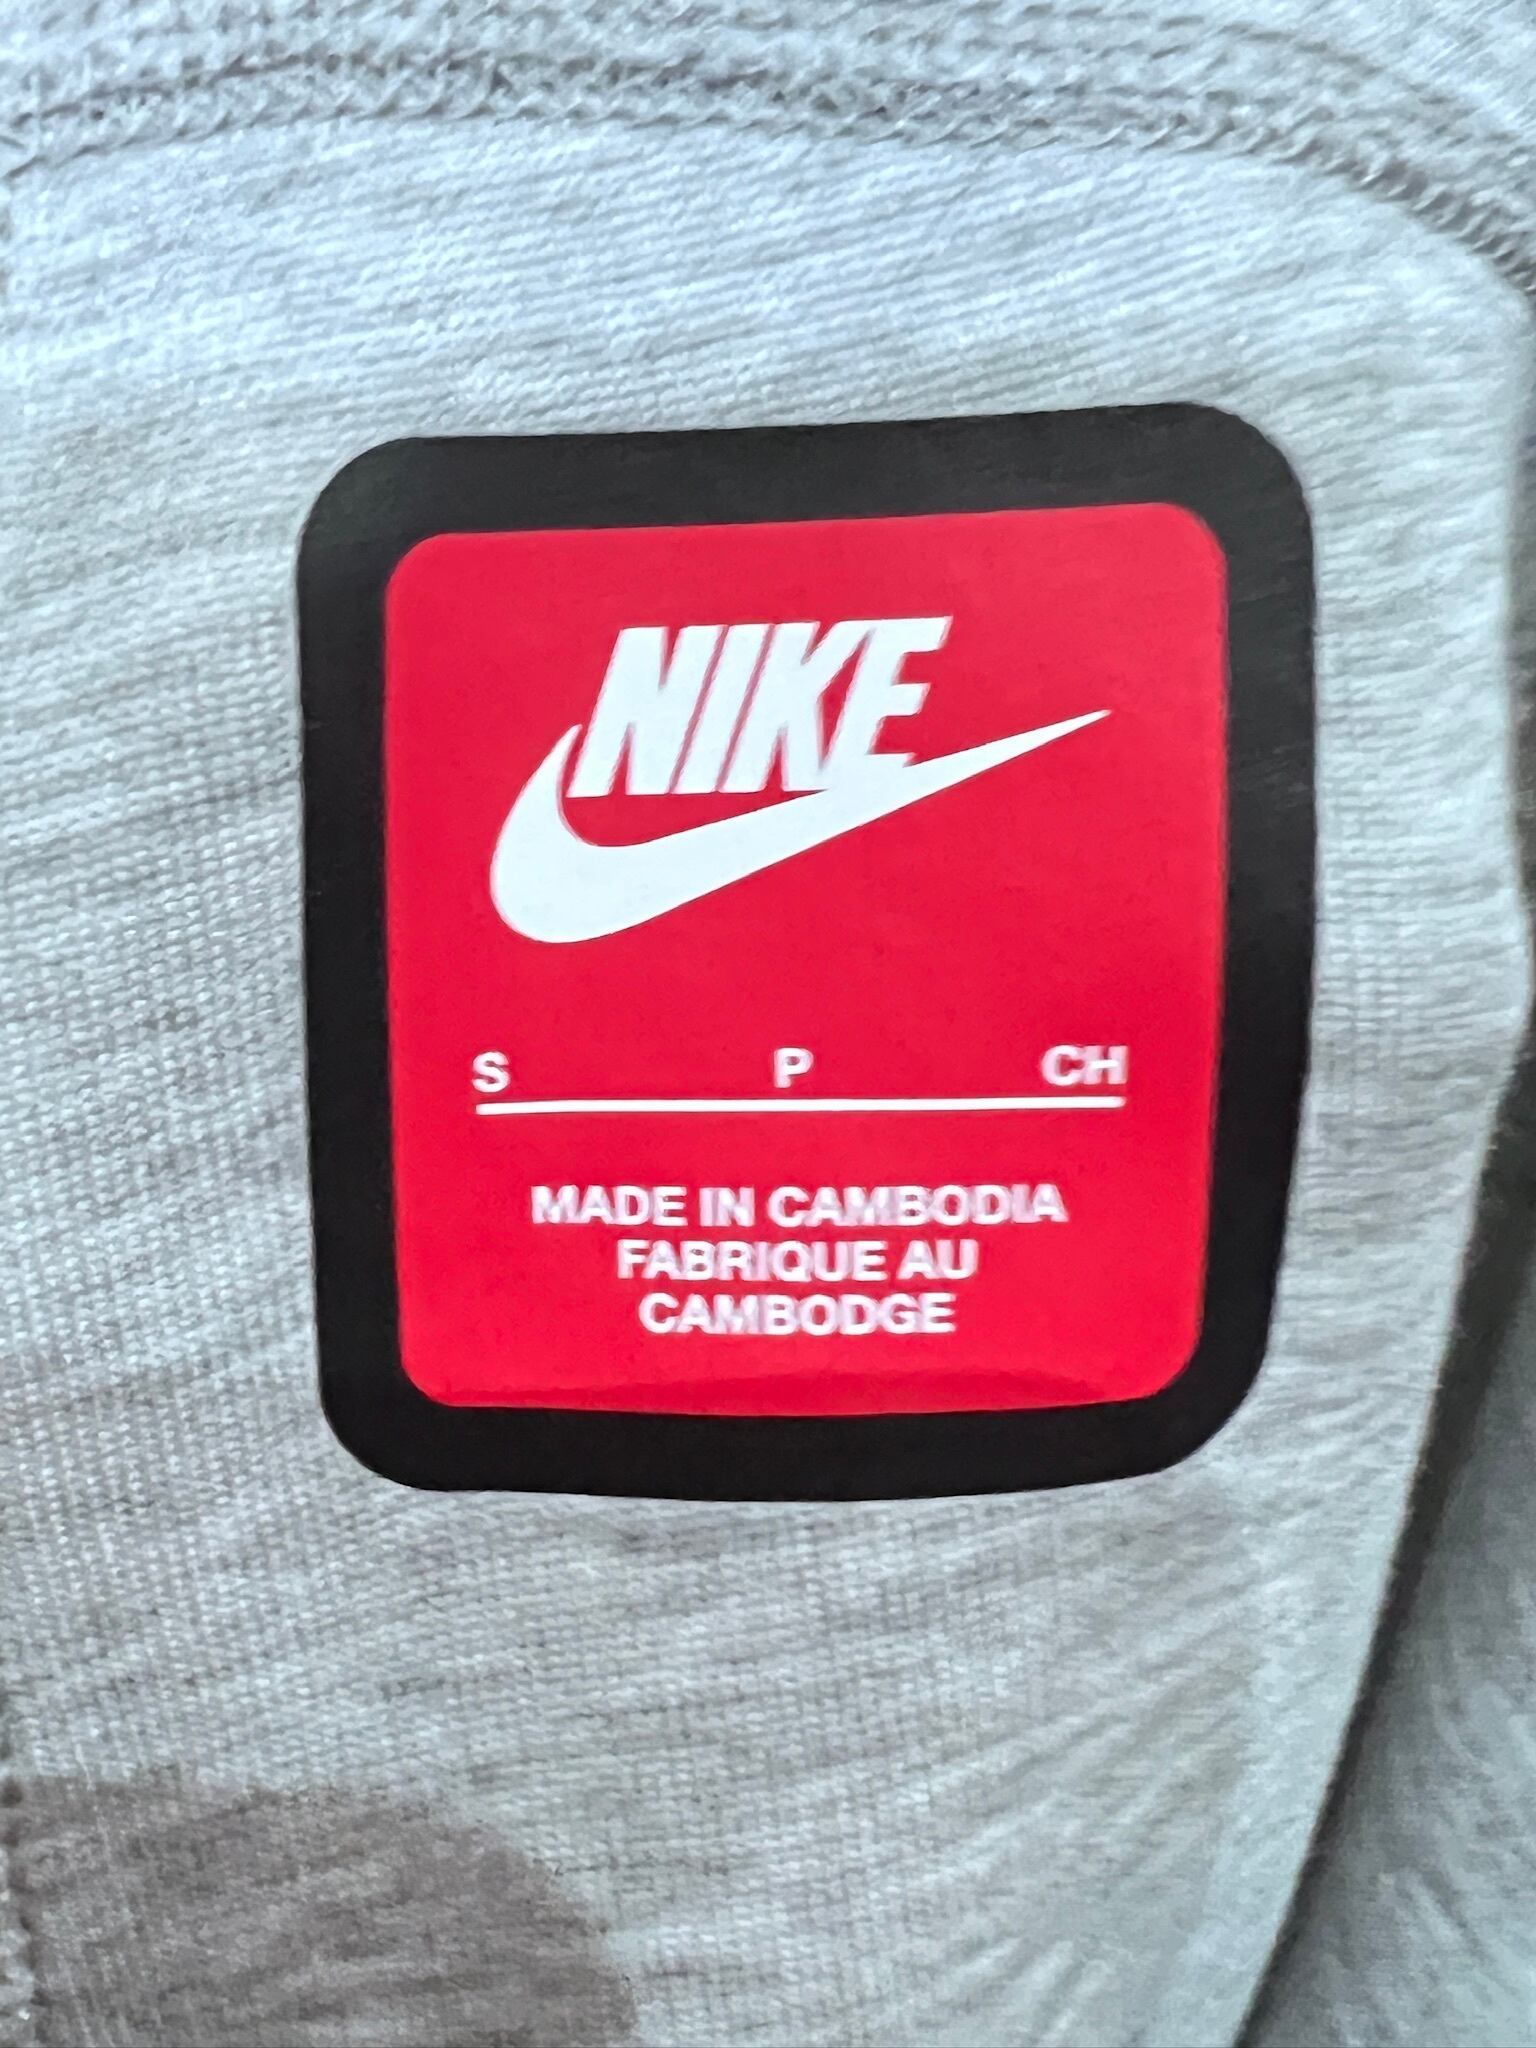 NIKE
S P CH
MADE IN CAMBODIA
FABRIQUE AU
CAMBODGE